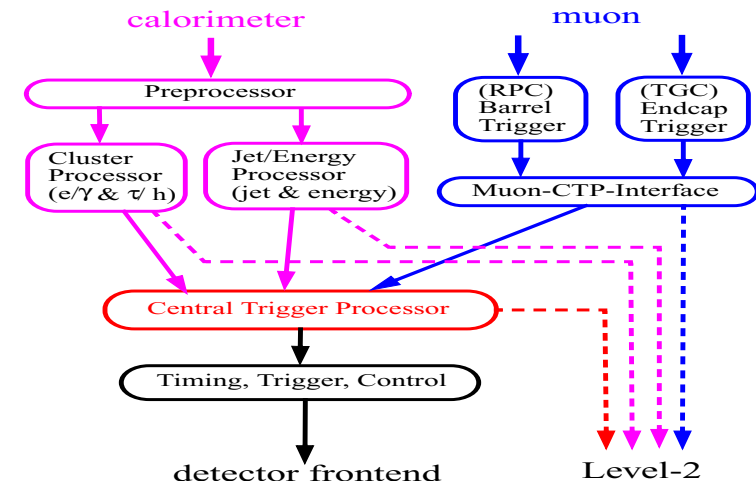 calorimeter
muon
Preprocessor
(RPC)
Barrel
Trigger
(TGC)
Endcap
Trigger
Cluster
Processor
(e/γ & τ/ h)
Jet/Energy
Processor
(jet & energy)
Muon-CTP-Interface
Central Trigger Processor
Timing, Trigger, Control
detector frontend
Level-2